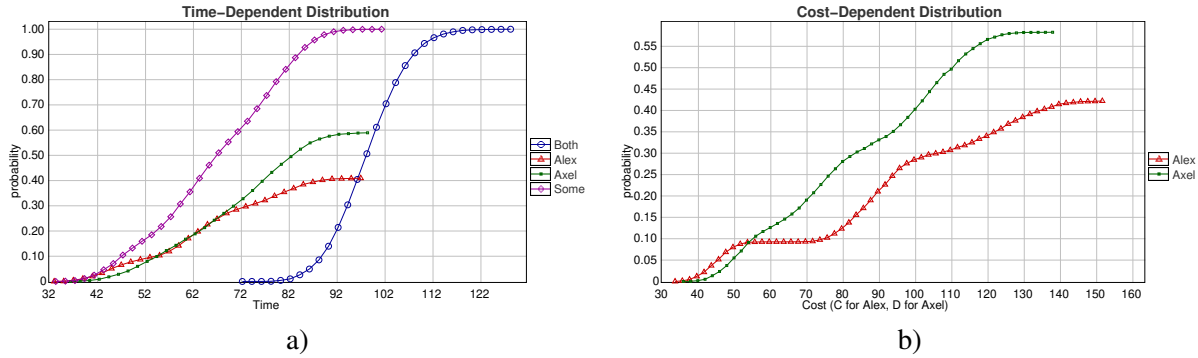 Time-Dependent Distribution
probability
1.00
0.90
0.80
0.70
0.60
0.50
0.40
0.30
0.20
0.10
0
32 42 52 62 72 82 92 102 112 122
Time
Both
Alex
Axel
Some
a)
Cost-Dependent Distribution
probability
0.55
0.50
0.45
0.40
0.35
0.30
0.25
0.20
0.15
0.10
0.05
0
30 40 50 60 70 80 90 100 110 120 130 140 150 160
Cost (C for Alex, D for Axel)
Alex
Axel
b)